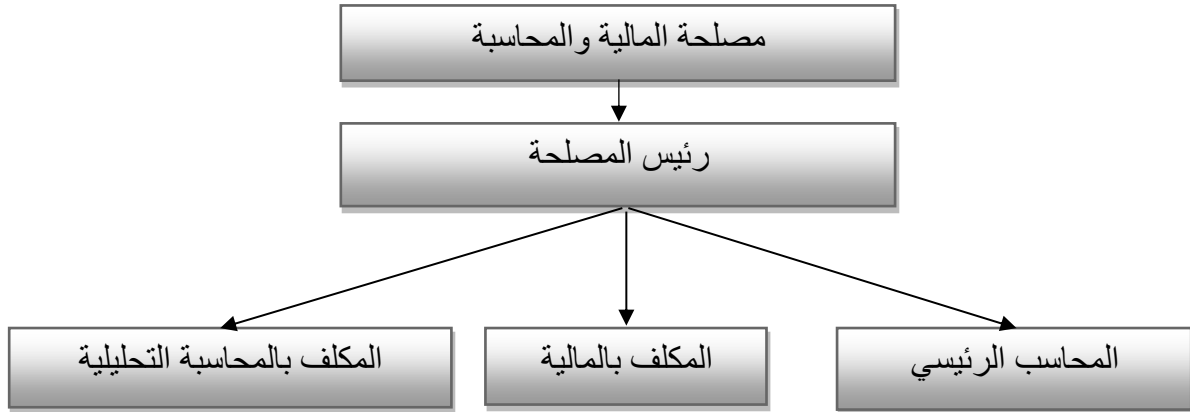 مصلحة المالية والمحاسبة
رئيس المصلحة
المحاسب الرئيسي
المكلف بالمالية
المكلف بالمحاسبة التحليلية